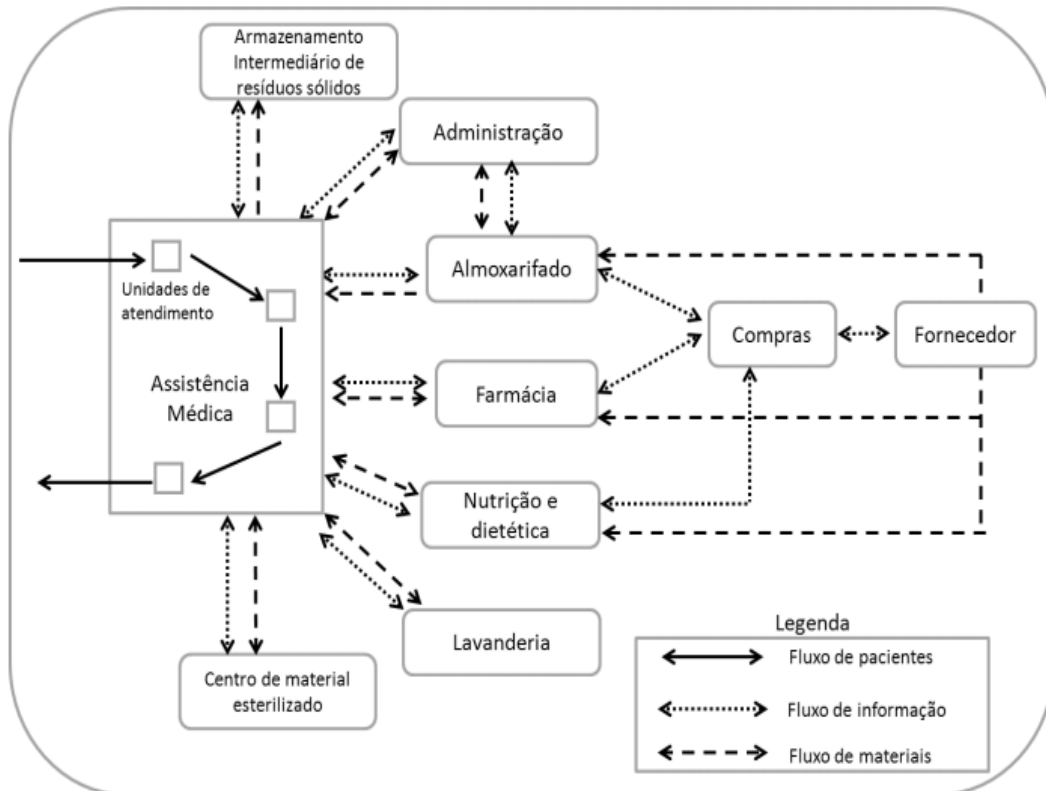 Armazenamento
Intermediário de
resíduos sólidos
Administração
Almoxarifado
Unidades de
atendimento
Compras
Fornecedor
Assistência
Médica
Farmácia
Nutrição e
dietética
Lavanderia
Centro de material
esterilizado
Legenda
Fluxo de pacientes
Fluxo de informação
Fluxo de materiais